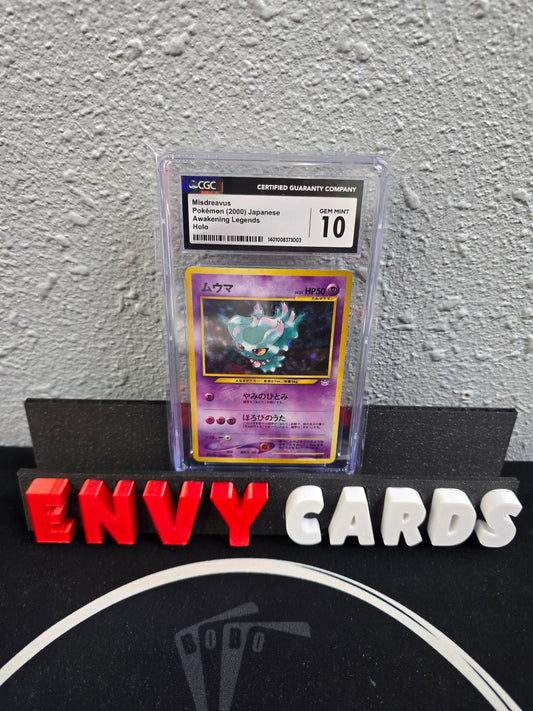 CGC
CERTIFIED GUARANTY COMPANY
Misdreavus
Pokémon (2000) Japanese
Awakening Legends
Holo
GEM MINT
10
1401008373003
ムウマ
HP50
やみのひとみ
ほろびのうた
ENVY CARDS
BOBO